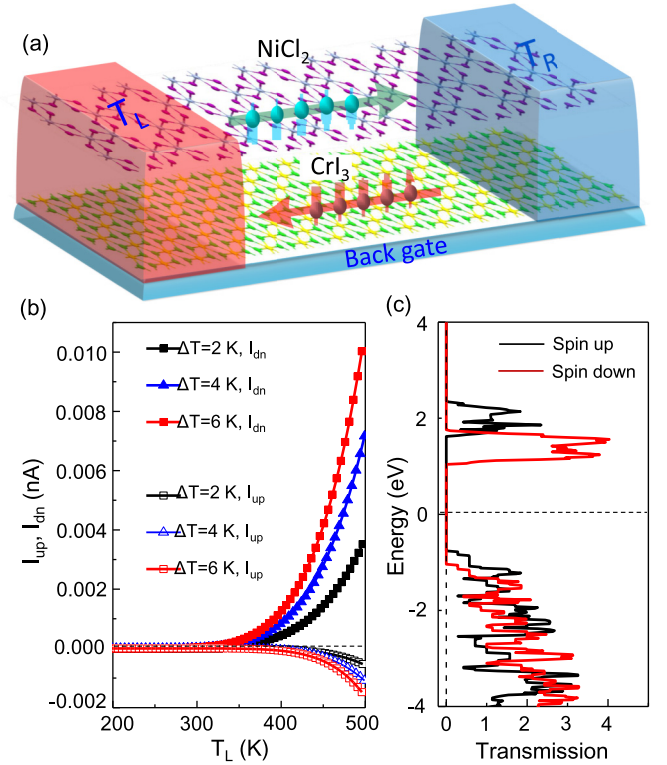 (a)
NiCl2
TL
TR
CrI3
Back gate
(b)
0.010
0.008
0.006
0.004
0.002
0.000
-0.002
Iup, Idn (nA)
ΔT=2 K, Idn
ΔT=4 K, Idn
ΔT=6 K, Idn
ΔT=2 K, Iup
ΔT=4 K, Iup
ΔT=6 K, Iup
200
300
400
500
TL (K)
(c)
4
2
0
-2
-4
Energy (eV)
Spin up
Spin down
0
1
2
3
4
Transmission